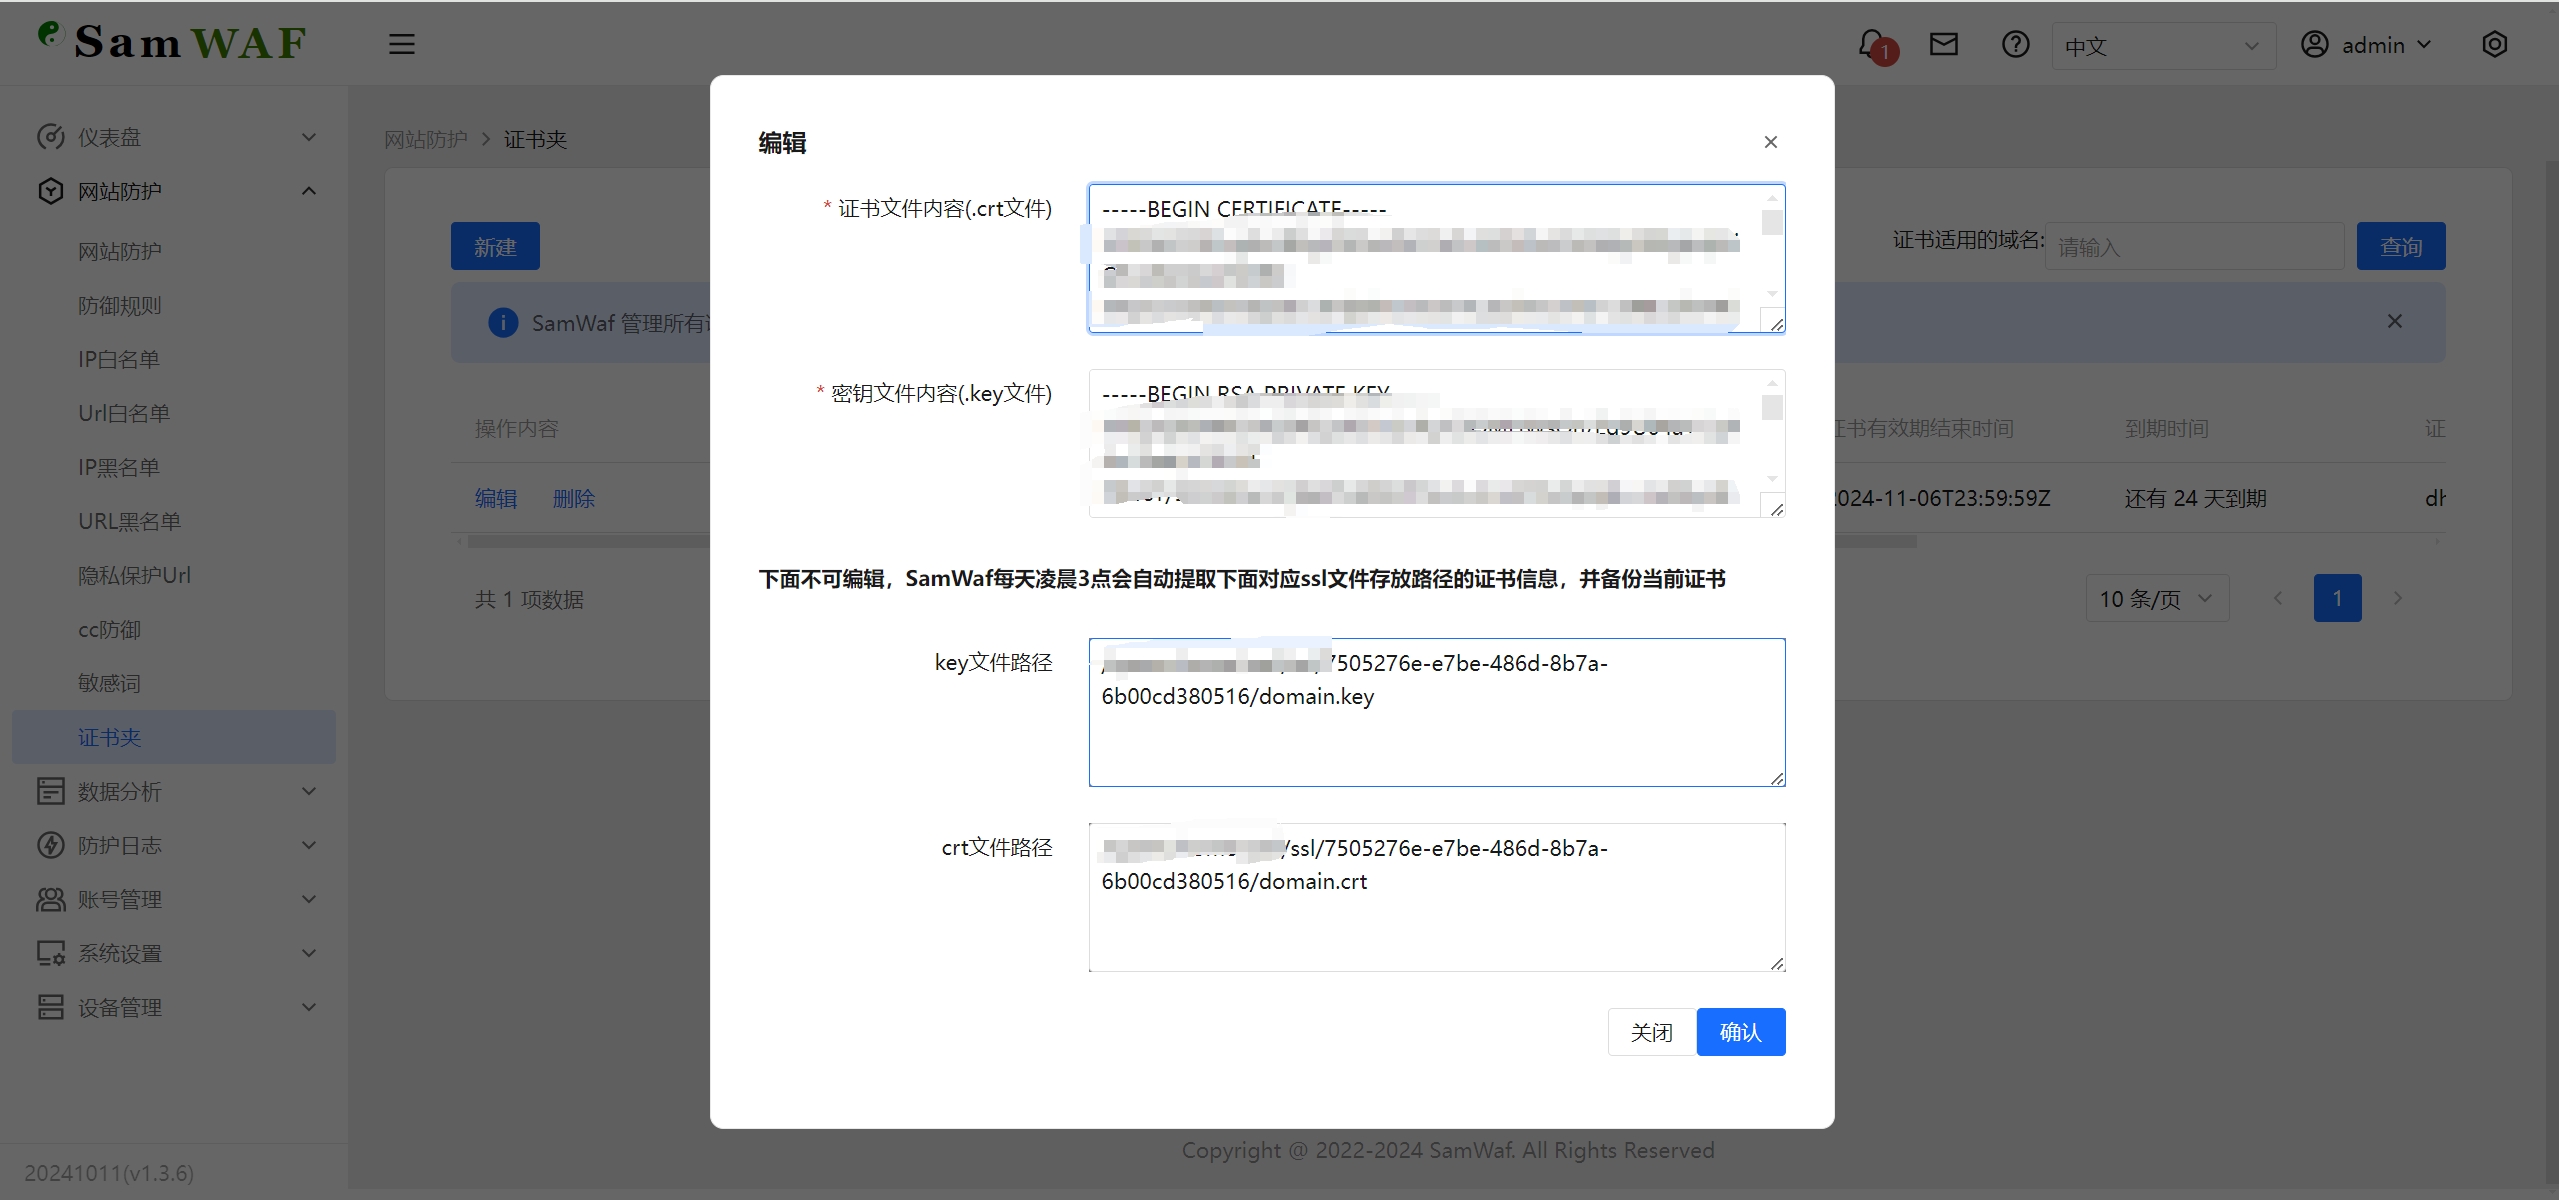 Sam WAF
1
中文
admin
仪表盘
网站防护
网站防护
防御规则
IP白名单
Url白名单
IP黑名单
URL黑名单
隐私保护Url
cc防御
敏感词
证书夹
数据分析
防护日志
账号管理
系统设置
设备管理
20241011(v1.3.6)
网站防护 > 证书夹
新建
证书适用的域名:
请输入
查询
SamWaf 管理所有
操作内容
书有效期结束时间
到期时间
证
编辑 删除
024-11-06T23:59:59Z
还有 24 天到期
dh
共 1 项数据
10 条/页
1
编辑
* 证书文件内容(.crt文件)
-----BEGIN CERTIFICATE-----
* 密钥文件内容(.key文件)
-----BEGIN RSA PRIVATE KEY
下面不可编辑，SamWaf每天凌晨3点会自动提取下面对应ssl文件存放路径的证书信息，并备份当前证书
key文件路径
7505276e-e7be-486d-8b7a-
6b00cd380516/domain.key
crt文件路径
/ssl/7505276e-e7be-486d-8b7a-
6b00cd380516/domain.crt
关闭
确认
Copyright @ 2022-2024 SamWaf. All Rights Reserved